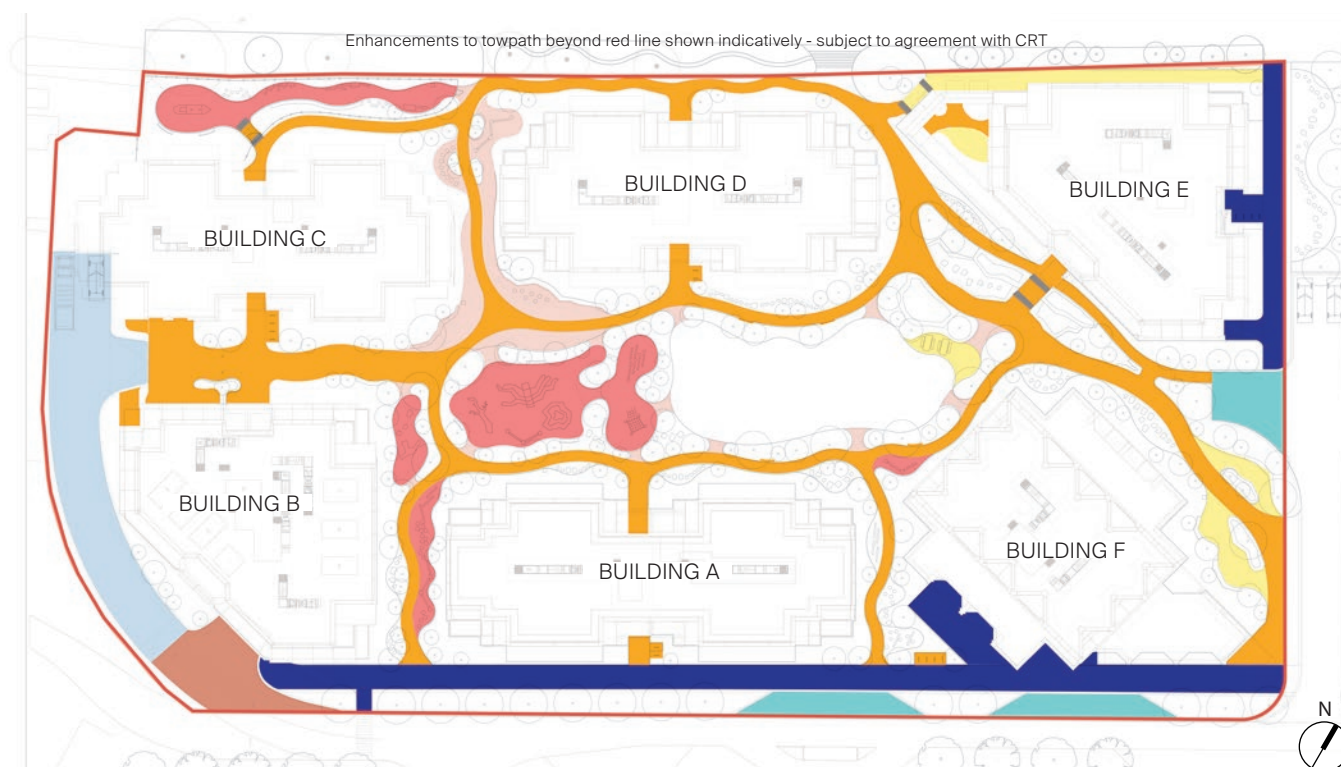 Enhancements to towpath beyond red line shown indicatively - subject to agreement with CRT
BUILDING D
BUILDING E
BUILDING C
BUILDING B
BUILDING F
BUILDING A
N